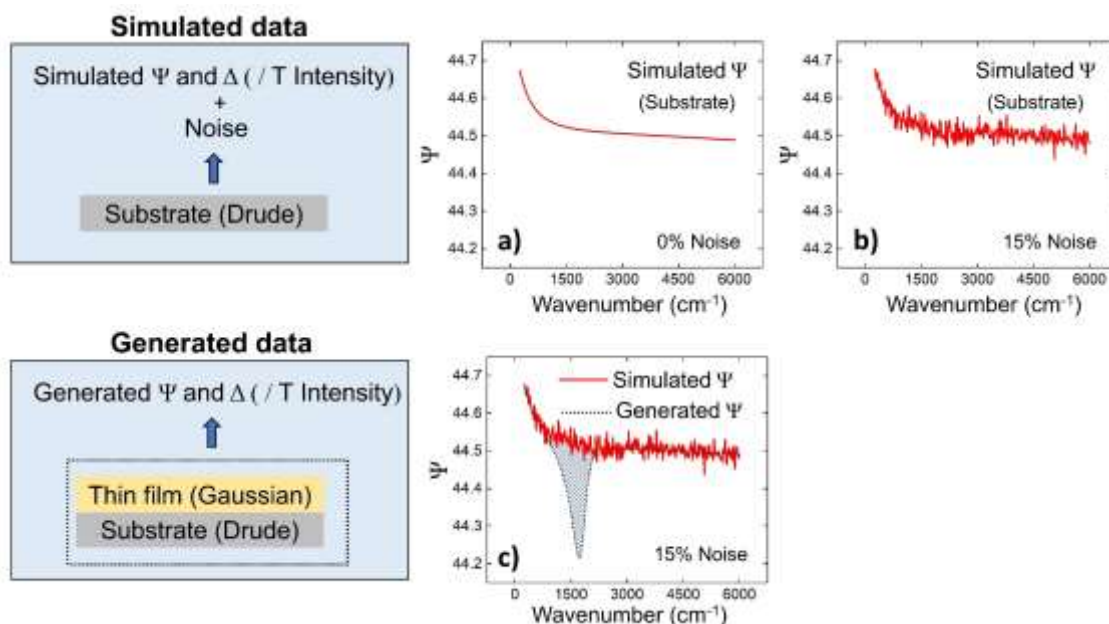 Simulated data
Simulated Ψ and Δ ( / T Intensity)
+
Noise
Substrate (Drude)
44.7
44.6
44.5
44.4
44.3
44.2
Ψ
Simulated Ψ
(Substrate)
a)
0% Noise
0 1500 3000 4500 6000
Wavenumber (cm⁻¹)
44.7
44.6
44.5
44.4
44.3
44.2
Ψ
Simulated Ψ
(Substrate)
b)
15% Noise
0 1500 3000 4500 6000
Wavenumber (cm⁻¹)
Generated data
Generated Ψ and Δ ( / T Intensity)
Thin film (Gaussian)
Substrate (Drude)
44.7
44.6
44.5
44.4
44.3
44.2
Ψ
Simulated Ψ
Generated Ψ
c)
15% Noise
0 1500 3000 4500 6000
Wavenumber (cm⁻¹)